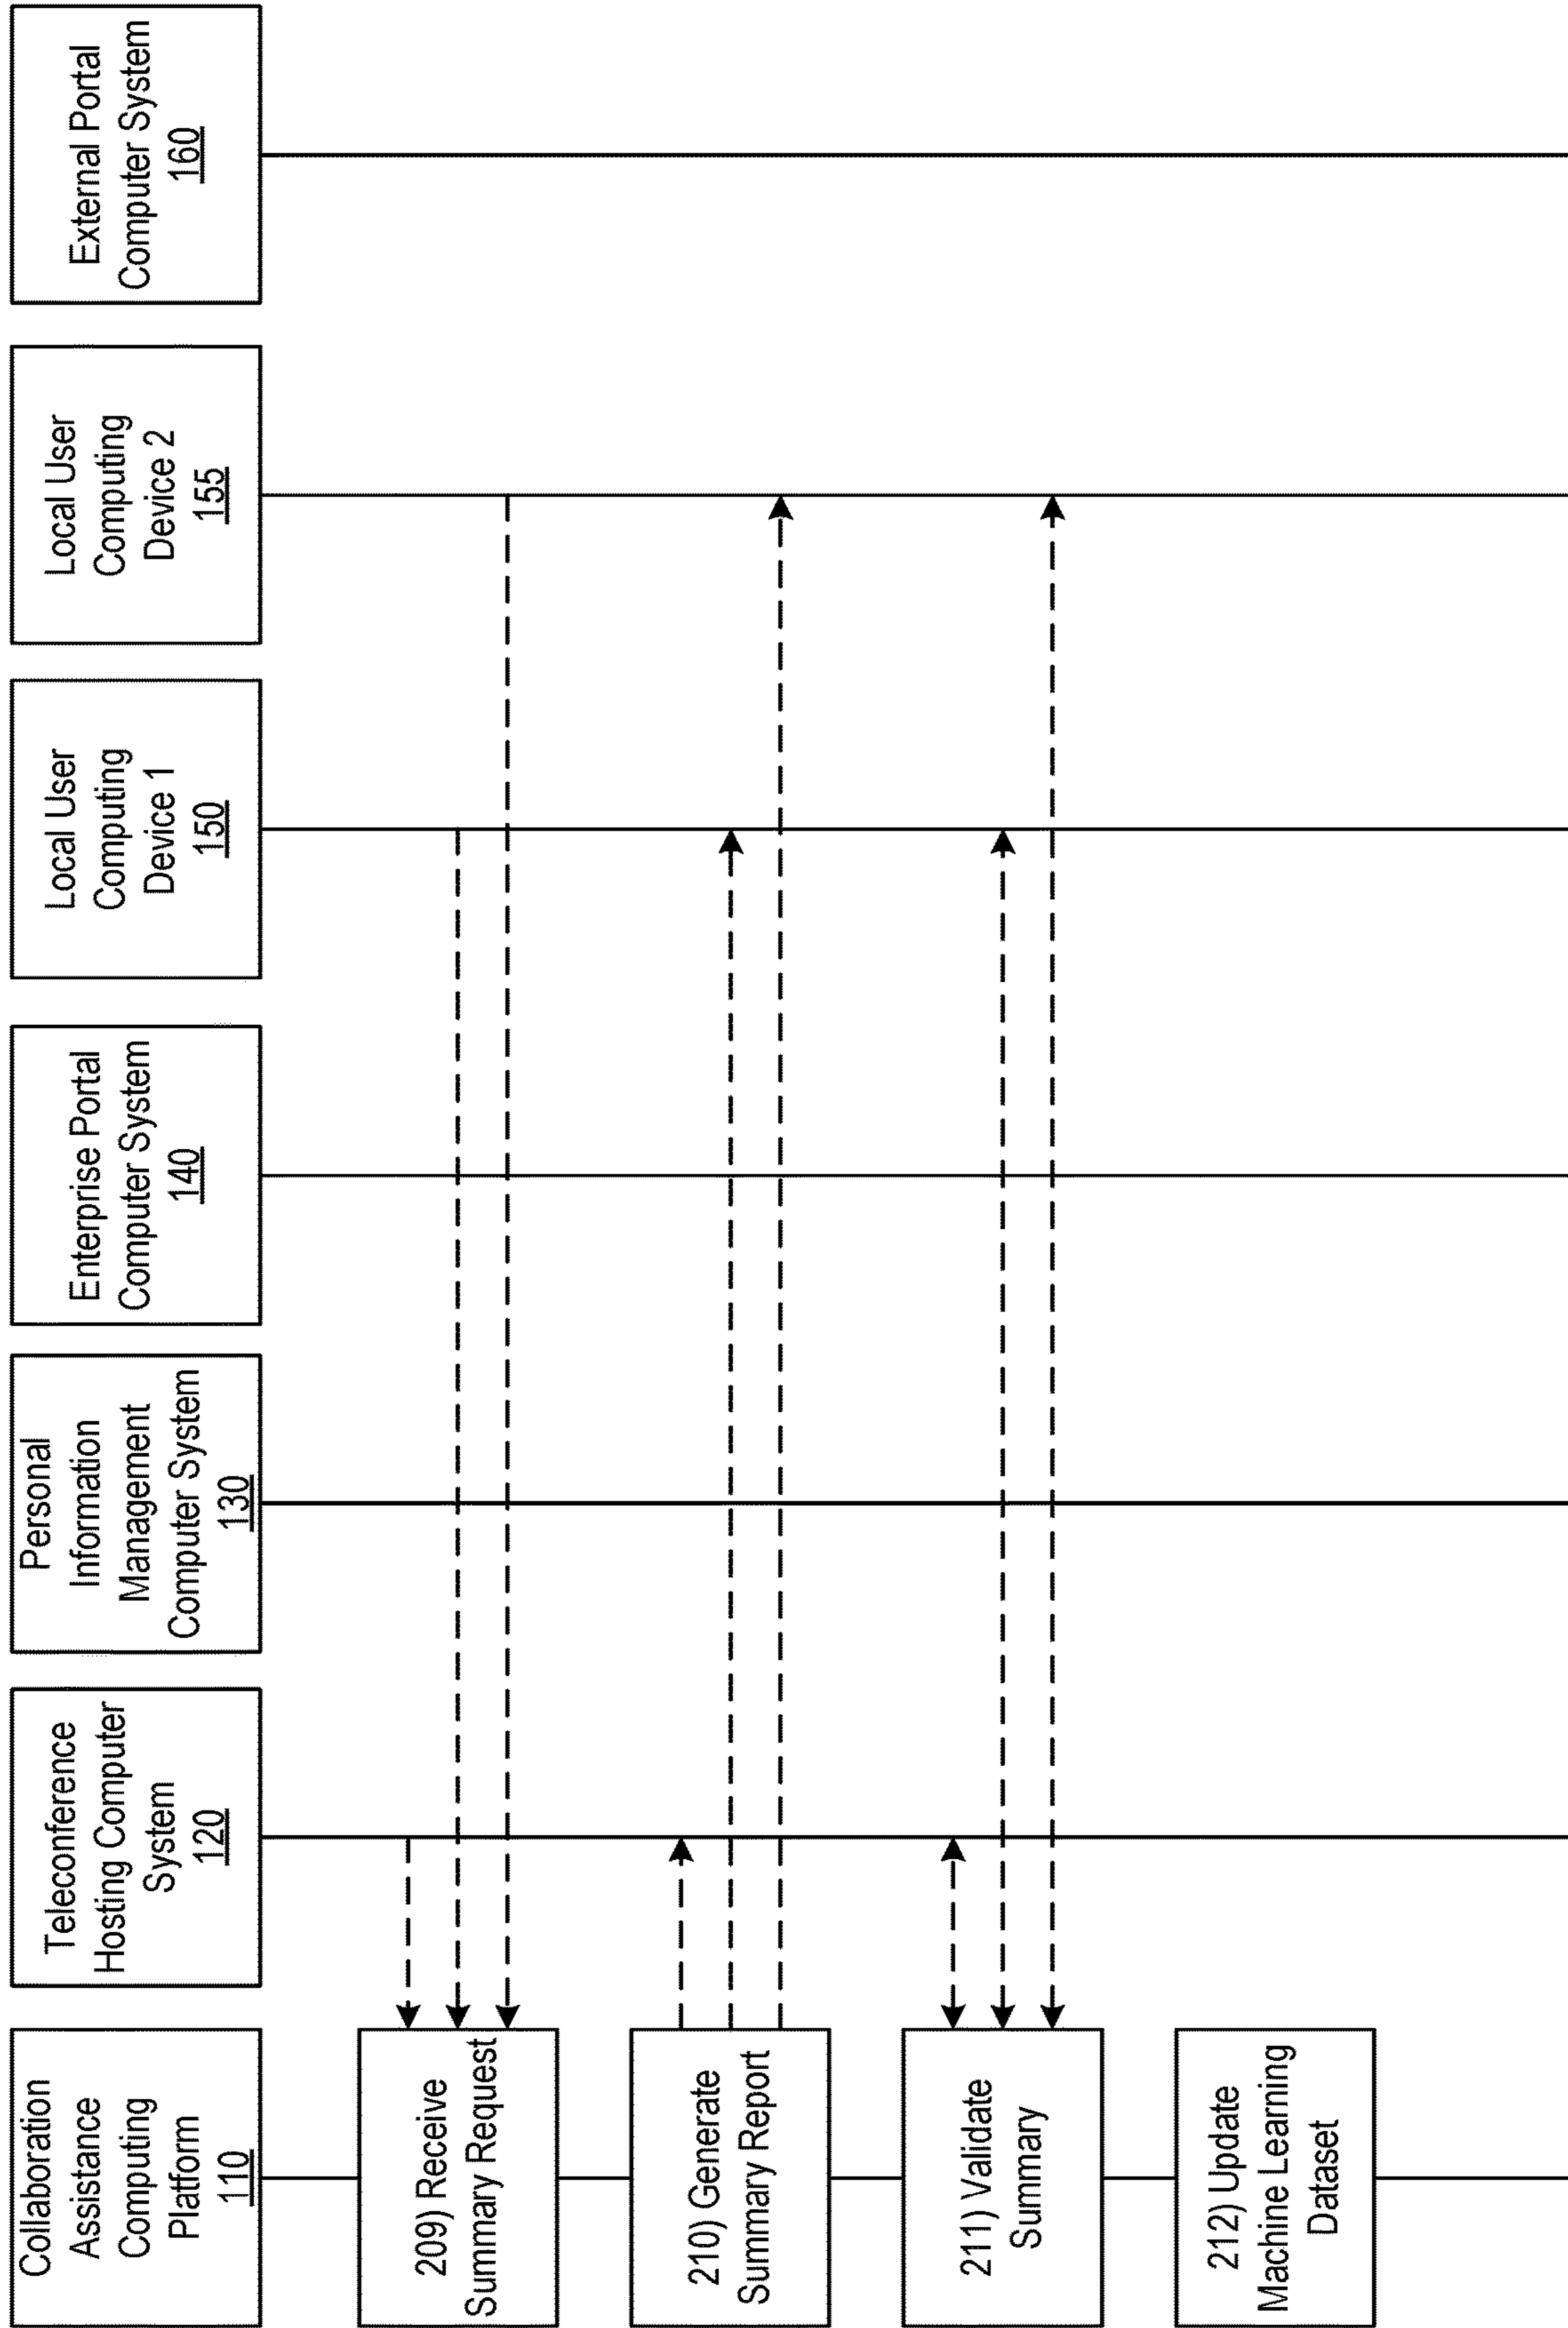 Collaboration
Assistance
Computing
Platform
110
Teleconference
Hosting Computer
System
120
Personal
Information
Management
Computer System
130
Enterprise Portal
Computer System
140
Local User
Computing
Device 1
150
Local User
Computing
Device 2
155
External Portal
Computer System
160
209) Receive
Summary Request
210) Generate
Summary Report
211) Validate
Summary
212) Update
Machine Learning
Dataset